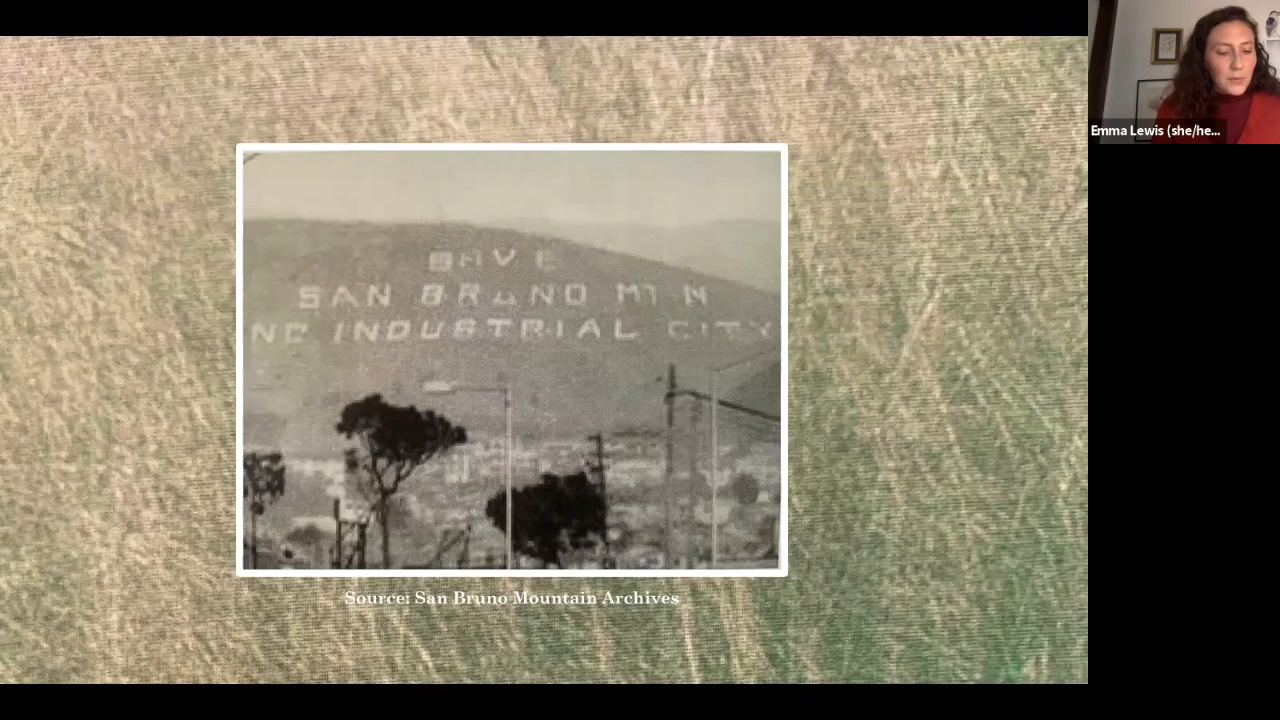 SAVE
SAN BRUNO MTN
NO INDUSTRIAL CITY
Source: San Bruno Mountain Archives
Emma Lewis (she/he...